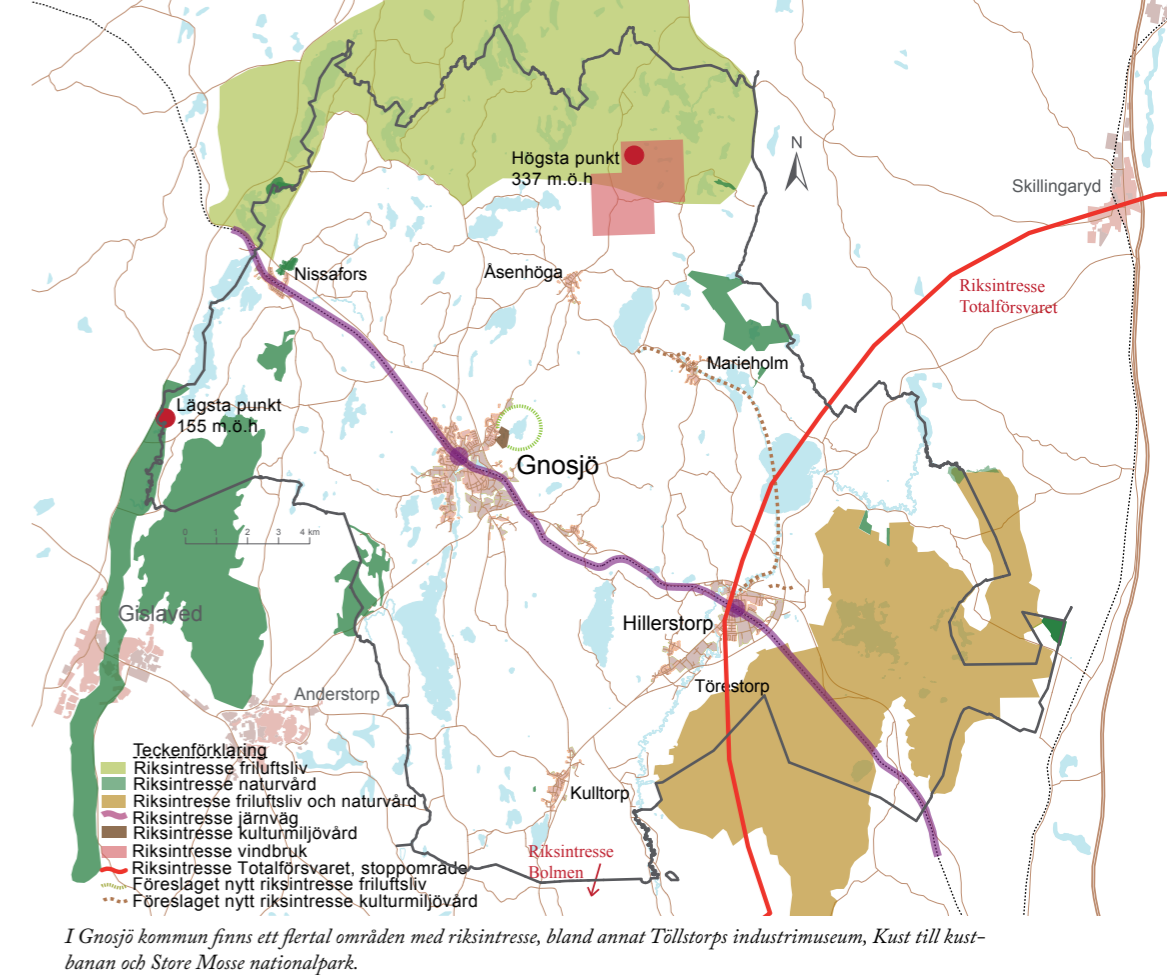 N
Högsta punkt
337 m.ö.h
Skillingaryd
Nissafors
Åsenhöga
Riksintresse
Totalförsvaret
Marieholm
Lägsta punkt
155 m.ö.h
Gnosjö
0 1 2 3 4 km
Gislaved
Hillerstorp
Törestorp
Anderstorp
Kulltorp
Riksintresse
Bolmen
Teckenförklaring
Riksintresse friluftsliv
Riksintresse naturvård
Riksintresse friluftsliv och naturvård
Riksintresse järnväg
Riksintresse kulturmiljövård
Riksintresse vindbruk
Riksintresse Totalförsvaret, stoppområde
Föreslaget nytt riksintresse friluftsliv
Föreslaget nytt riksintresse kulturmiljövård
I Gnosjö kommun finns ett flertal områden med riksintresse, bland annat Töllstorps industrimuseum, Kust till kust-
banan och Store Mosse nationalpark.